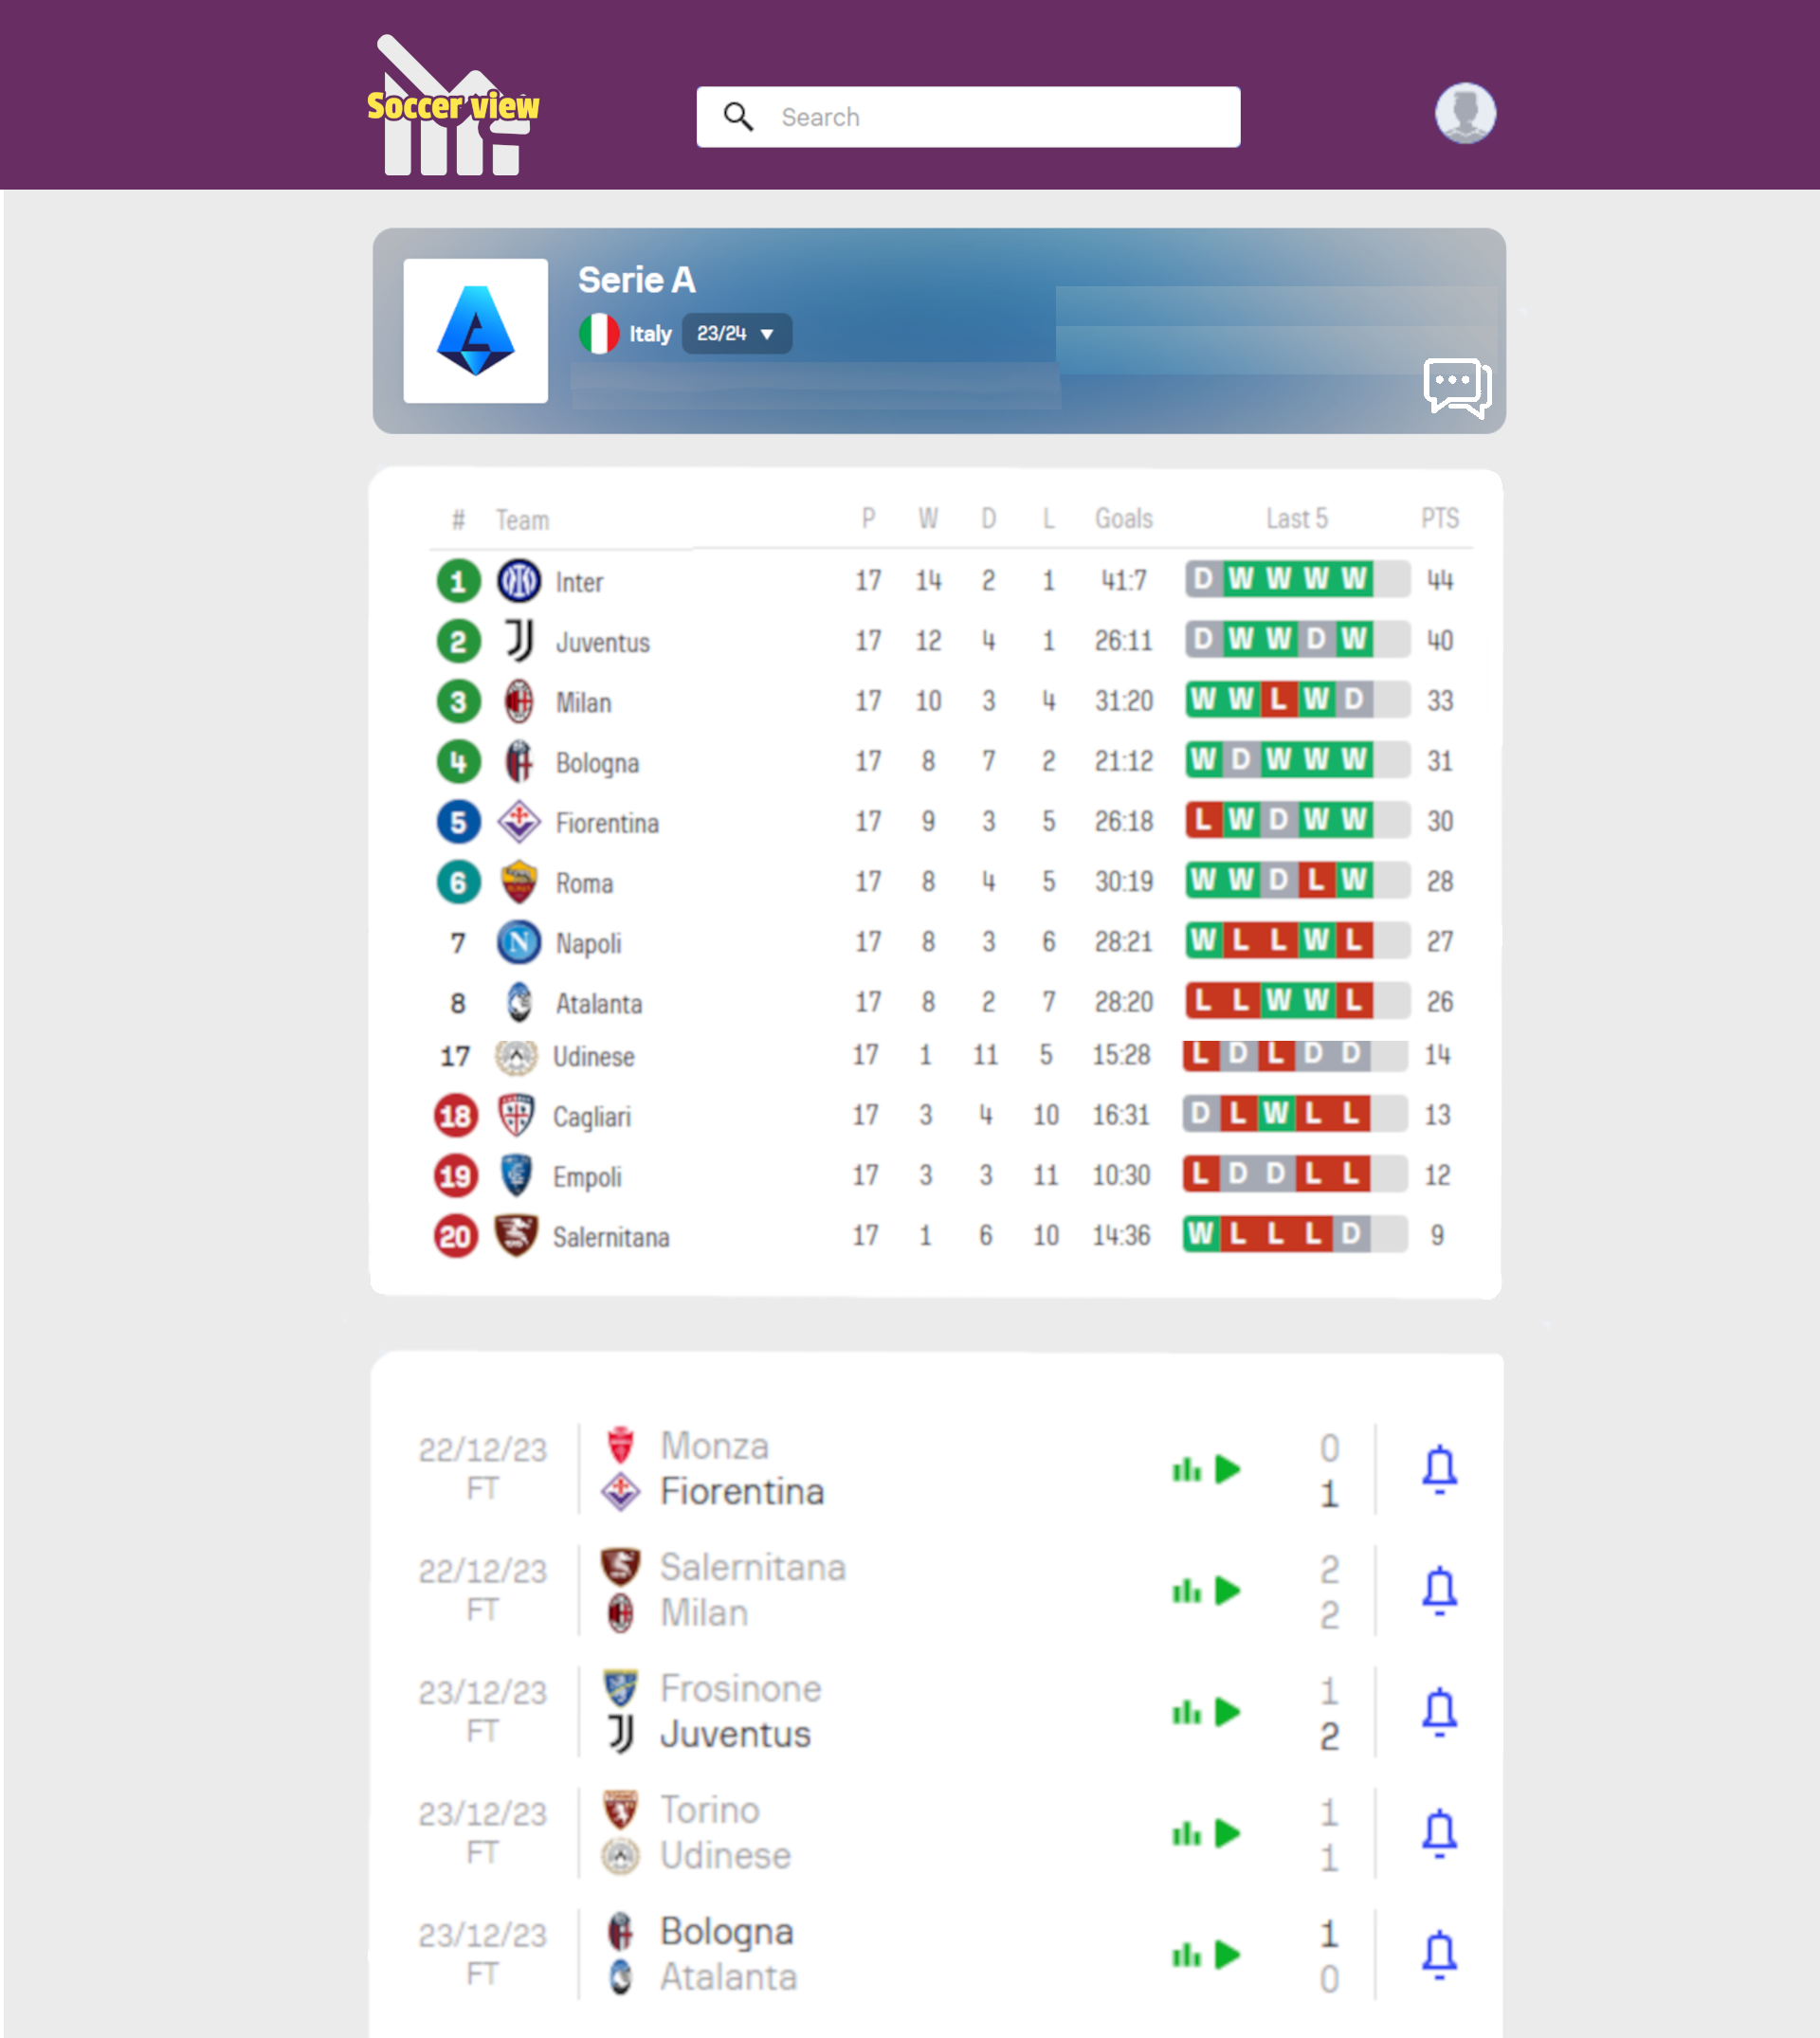 Soccer view
Search
Serie A
Italy 23/24
# Team P W D L Goals Last 5 PTS
1 Inter 17 14 2 1 41:7 D W W W W 44
2 Juventus 17 12 4 1 26:11 D W W D W 40
3 Milan 17 10 3 4 31:20 W W L W D 33
4 Bologna 17 8 7 2 21:12 W D W W W 31
5 Fiorentina 17 9 3 5 26:18 L W D W W 30
6 Roma 17 8 4 5 30:19 W W D L W 28
7 N Napoli 17 8 3 6 28:21 W L L W L 27
8 Atalanta 17 8 2 7 28:20 L L W W L 26
17 Udinese 17 1 11 5 15:28 L D L D D 14
18 Cagliari 17 3 4 10 16:31 D L W L L 13
19 Empoli 17 3 3 11 10:30 L D D L L 12
20 Salernitana 17 1 6 10 14:36 W L L L D 9
22/12/23 Monza 0
FT Fiorentina 1
22/12/23 Salernitana 2
FT Milan 2
23/12/23 Frosinone 1
FT Juventus 2
23/12/23 Torino 1
FT Udinese 1
23/12/23 Bologna 1
FT Atalanta 0